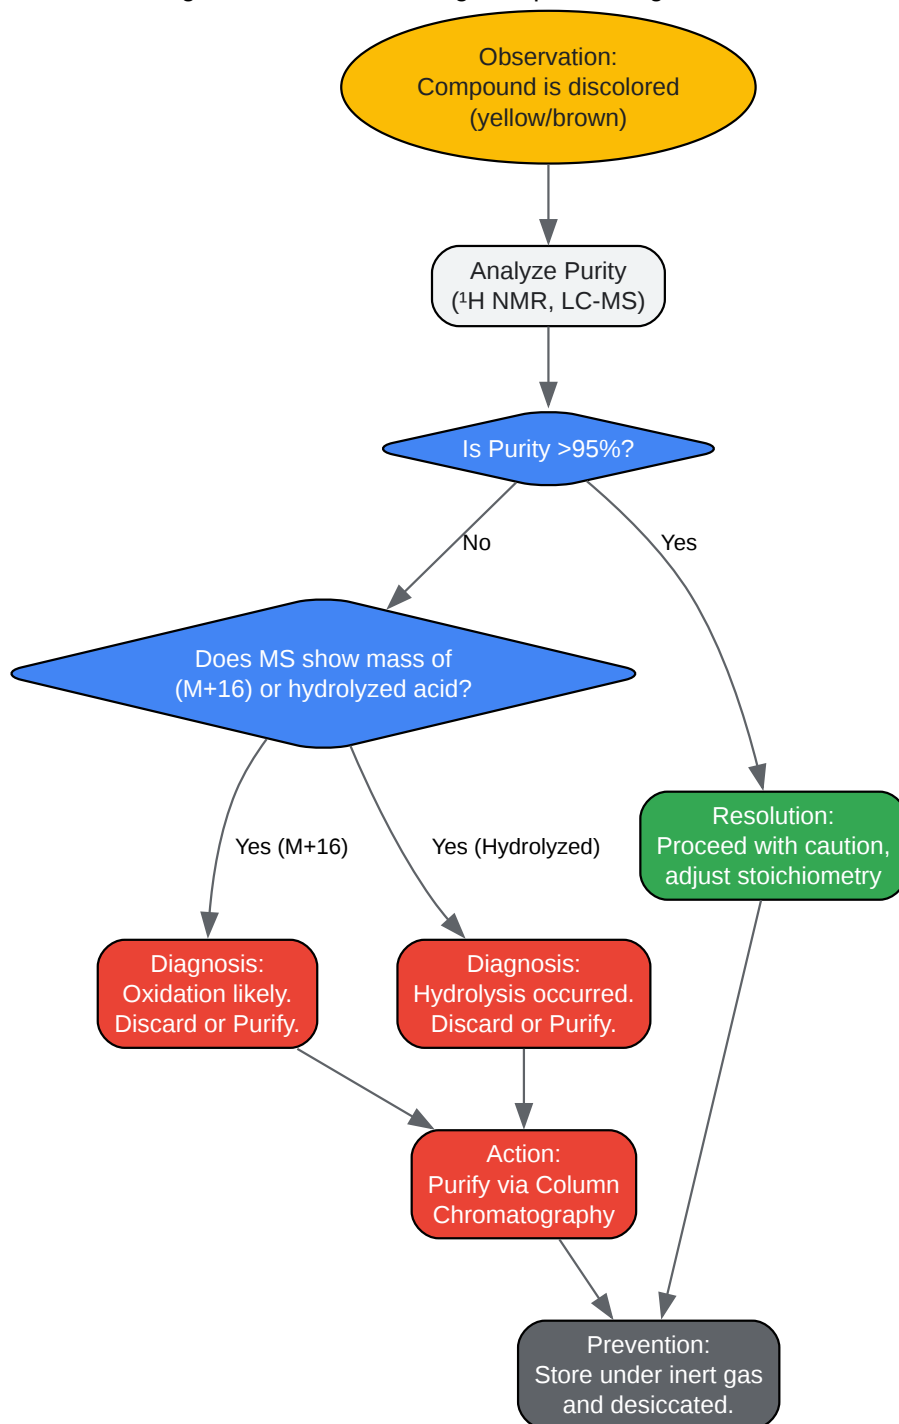 Observation:
Compound is discolored
(yellow/brown)
Analyze Purity
(¹H NMR, LC-MS)
Is Purity >95%?
No
Yes
Does MS show mass of
(M+16) or hydrolyzed acid?
Yes (M+16)
Yes (Hydrolyzed)
Resolution:
Proceed with caution,
adjust stoichiometry
Diagnosis:
Oxidation likely.
Discard or Purify.
Diagnosis:
Hydrolysis occurred.
Discard or Purify.
Action:
Purify via Column
Chromatography
Prevention:
Store under inert gas
and desiccated.